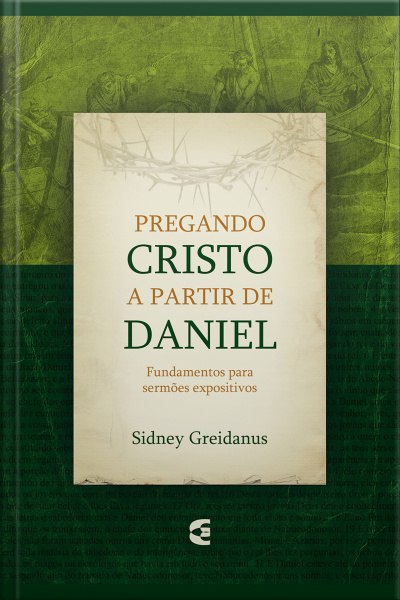 PREGANDO
CRISTO
A PARTIR DE
DANIEL
Fundamentos para
sermões expositivos
Sidney Greidanus